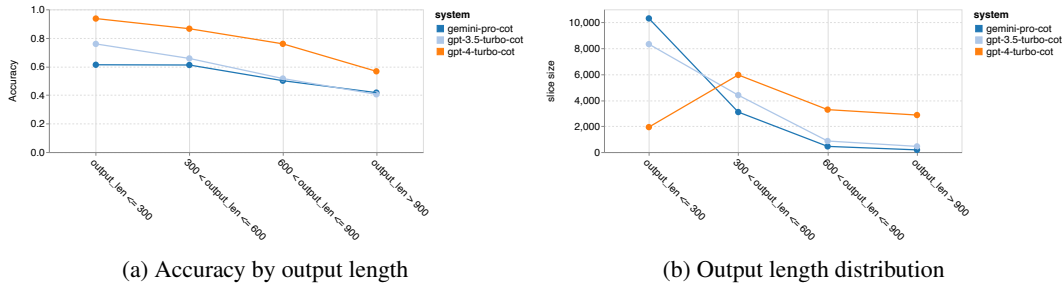 1.0
0.8
0.6
0.4
0.2
0.0
Accuracy
output_len <= 300
300 < output_len <= 600
600 < output_len <= 900
output_len > 900
system
gemini-pro-cot
gpt-3.5-turbo-cot
gpt-4-turbo-cot
(a) Accuracy by output length
10,000
8,000
6,000
4,000
2,000
0
slice size
output_len <= 300
300 < output_len <= 600
600 < output_len <= 900
output_len > 900
system
gemini-pro-cot
gpt-3.5-turbo-cot
gpt-4-turbo-cot
(b) Output length distribution